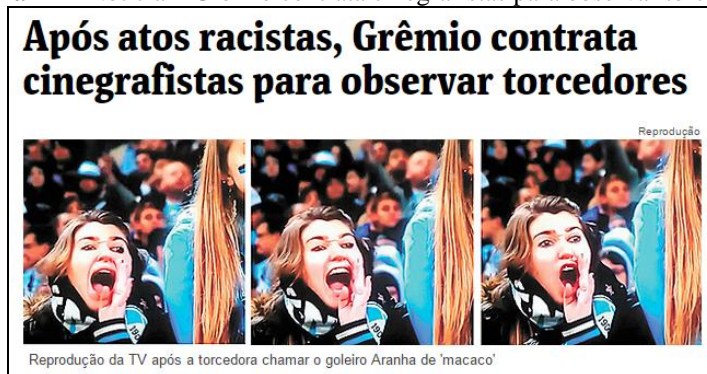 Após atos racistas, Grêmio contrata
cinegrafistas para observar torcedores
Reprodução
Reprodução da TV após a torcedora chamar o goleiro Aranha de 'macaco'